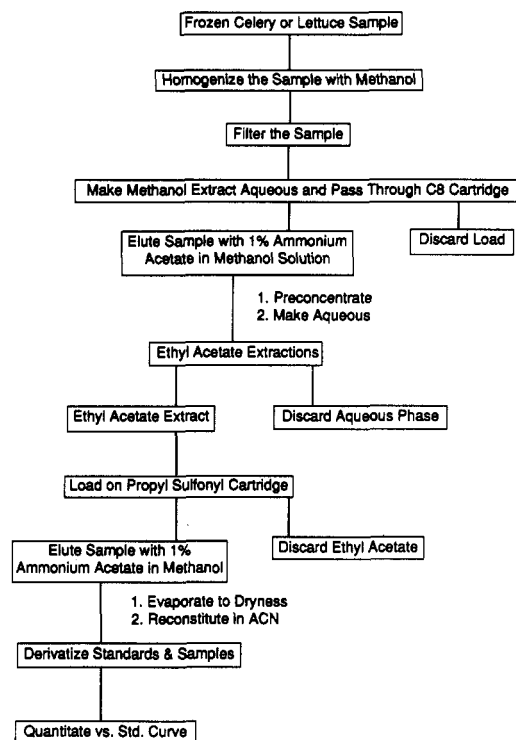 Frozen Celery or Lettuce Sample
Homogenize the Sample with Methanol
Filter the Sample
Make Methanol Extract Aqueous and Pass Through C8 Cartridge
Elute Sample with 1% Ammonium
Acetate in Methanol Solution
Discard Load
1. Preconcentrate
2. Make Aqueous
Ethyl Acetate Extractions
Ethyl Acetate Extract
Discard Aqueous Phase
Load on Propyl Sulfonyl Cartridge
Elute Sample with 1%
Ammonium Acetate in Methanol
Discard Ethyl Acetate
1. Evaporate to Dryness
2. Reconstitute in ACN
Derivatize Standards & Samples
Quantitate vs. Std. Curve